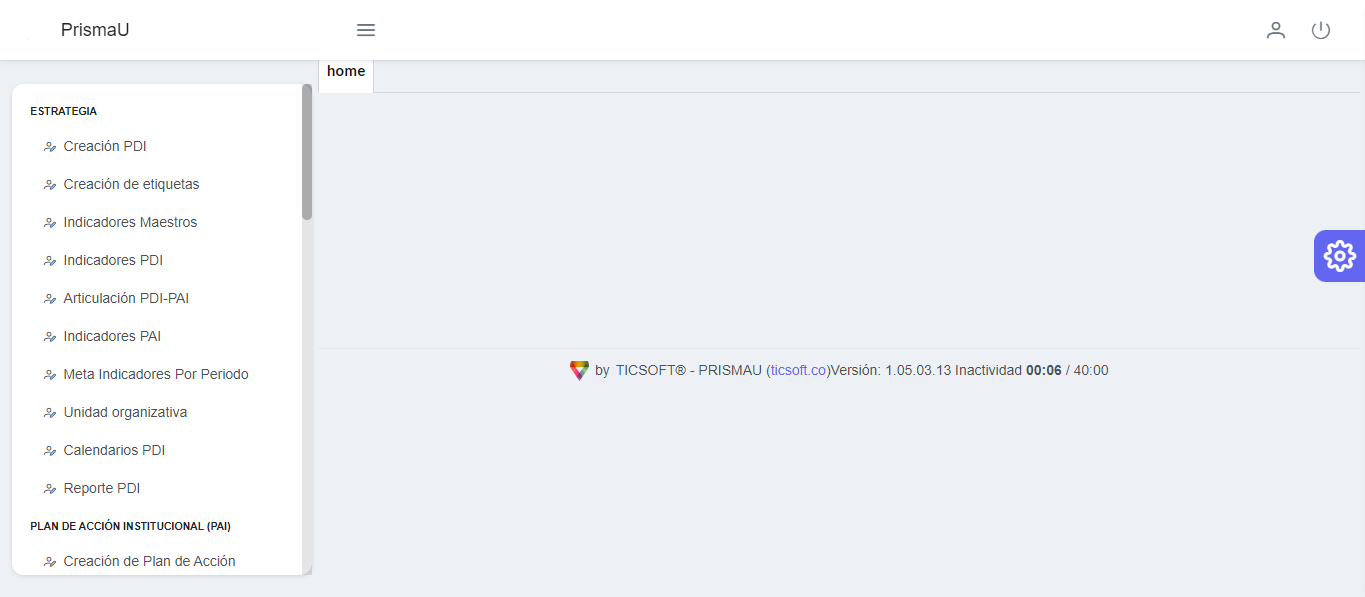 PrismaU
home
ESTRATEGIA
Creación PDI
Creación de etiquetas
Indicadores Maestros
Indicadores PDI
Articulación PDI-PAI
Indicadores PAI
Meta Indicadores Por Periodo
Unidad organizativa
Calendarios PDI
Reporte PDI
PLAN DE ACCIÓN INSTITUCIONAL (PAI)
Creación de Plan de Acción
by TICSOFT® - PRISMAU (ticsoft.co)Versión: 1.05.03.13 Inactividad 00:06 / 40:00